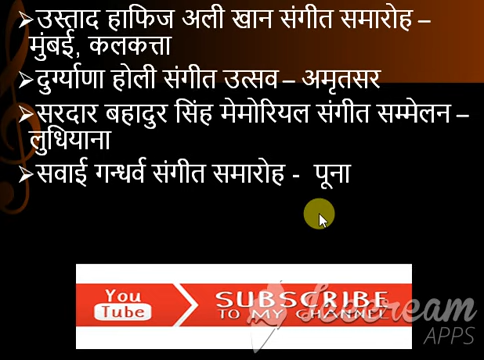 ➢उस्ताद हाफिज अली खान संगीत समारोह –
मुंबई, कलकत्ता
➢दुर्ग्याणा होली संगीत उत्सव – अमृतसर
➢सरदार बहादुर सिंह मेमोरियल संगीत सम्मेलन –
लुधियाना
➢सवाई गन्धर्व संगीत समारोह - पूना
You
Tube
SUBSCRIBE
TO MY CHANNEL
Icecream
APPS